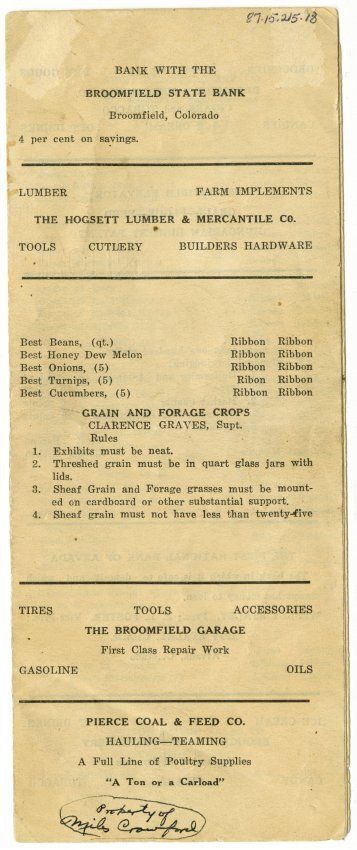 87.15.215.18
BANK WITH THE
BROOMFIELD STATE BANK
Broomfield, Colorado
4 per cent on savings.
LUMBER FARM IMPLEMENTS
THE HOGSETT LUMBER & MERCANTILE Co.
TOOLS CUTLERY BUILDERS HARDWARE
Best Beans, (qt.) Ribbon Ribbon
Best Honey Dew Melon Ribbon Ribbon
Best Onions, (5) Ribbon Ribbon
Best Turnips, (5) Ribon Ribbon
Best Cucumbers, (5) Ribbon Ribbon
GRAIN AND FORAGE CROPS
CLARENCE GRAVES, Supt.
Rules
1. Exhibits must be neat.
2. Threshed grain must be in quart glass jars with
lids.
3. Sheaf Grain and Forage grasses must be mount-
ed on cardboard or other substantial support.
4. Sheaf grain must not have less than twenty-five
TIRES TOOLS ACCESSORIES
THE BROOMFIELD GARAGE
First Class Repair Work
GASOLINE OILS
PIERCE COAL & FEED CO.
HAULING—TEAMING
A Full Line of Poultry Supplies
"A Ton or a Carload"
Property of
Miles Crawford